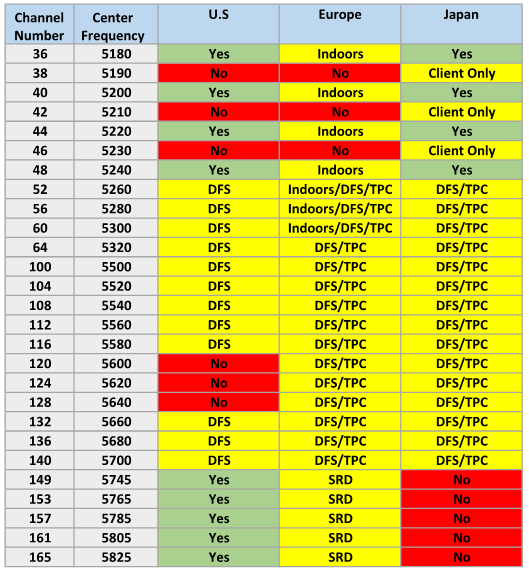 Channel Number Center Frequency U.S Europe Japan
36 5180 Yes Indoors Yes
38 5190 No No Client Only
40 5200 Yes Indoors Yes
42 5210 No No Client Only
44 5220 Yes Indoors Yes
46 5230 No No Client Only
48 5240 Yes Indoors Yes
52 5260 DFS Indoors/DFS/TPC DFS/TPC
56 5280 DFS Indoors/DFS/TPC DFS/TPC
60 5300 DFS Indoors/DFS/TPC DFS/TPC
64 5320 DFS DFS/TPC DFS/TPC
100 5500 DFS DFS/TPC DFS/TPC
104 5520 DFS DFS/TPC DFS/TPC
108 5540 DFS DFS/TPC DFS/TPC
112 5560 DFS DFS/TPC DFS/TPC
116 5580 DFS DFS/TPC DFS/TPC
120 5600 No DFS/TPC DFS/TPC
124 5620 No DFS/TPC DFS/TPC
128 5640 No DFS/TPC DFS/TPC
132 5660 DFS DFS/TPC DFS/TPC
136 5680 DFS DFS/TPC DFS/TPC
140 5700 DFS DFS/TPC DFS/TPC
149 5745 Yes SRD No
153 5765 Yes SRD No
157 5785 Yes SRD No
161 5805 Yes SRD No
165 5825 Yes SRD No